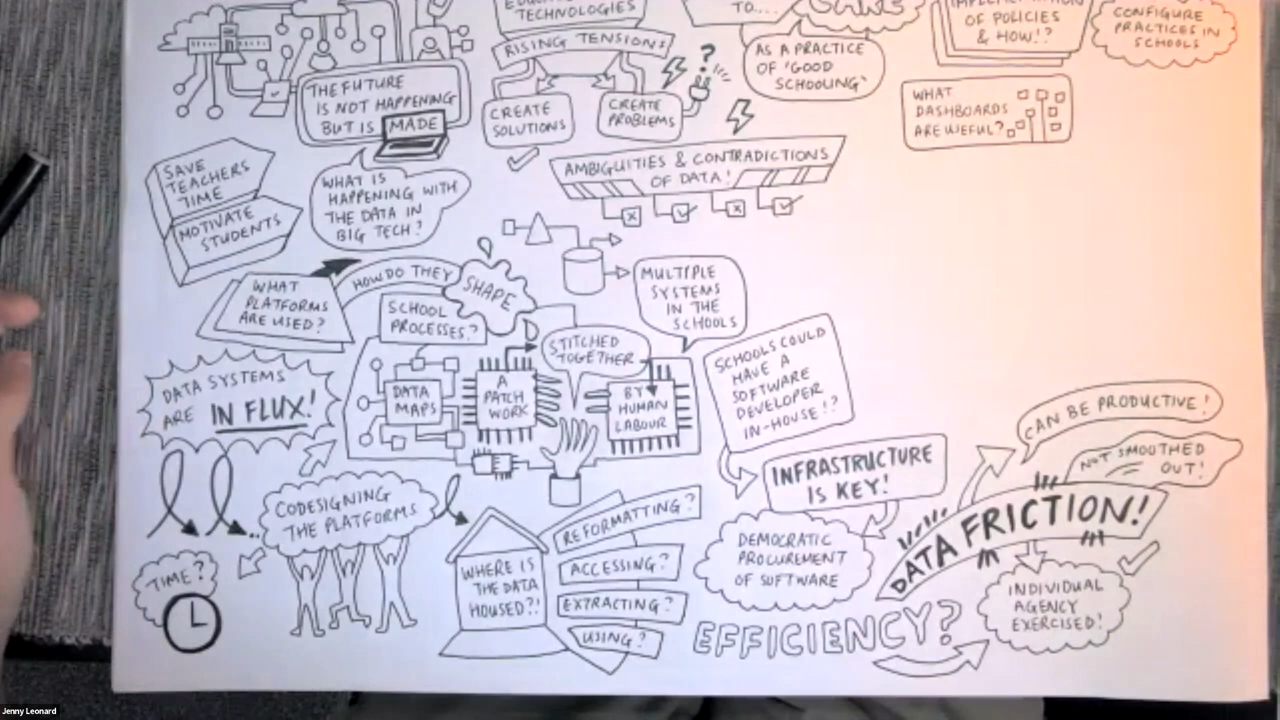 TECHNOLOGIES
RISING TENSIONS
CREATE
SOLUTIONS
CREATE
PROBLEMS
?
TO....
CARE
AS A PRACTICE
OF 'GOOD
SCHOOLING'
OF POLICIES
& HOW!?
CONFIGURE
PRACTICES IN
SCHOOLS
WHAT
DASHBOARDS
ARE USEFUL?
THE FUTURE
IS NOT HAPPENING
BUT IS MADE
SAVE
TEACHERS
TIME
MOTIVATE
STUDENTS
WHAT IS
HAPPENING WITH
THE DATA IN
BIG TECH?
AMBIGUITIES & CONTRADICTIONS
OF DATA!
WHAT
PLATFORMS
ARE USED?
HOW DO THEY
SHAPE
SCHOOL
PROCESSES?
MULTIPLE
SYSTEMS
IN THE
SCHOOLS
DATA SYSTEMS
ARE IN FLUX!
DATA
MAPS
A
PATCH
WORK
STITCHED
TOGETHER
BY
HUMAN
LABOUR
SCHOOLS COULD
HAVE A
SOFTWARE
DEVELOPER
IN-HOUSE!?
INFRASTRUCTURE
IS KEY!
DEMOCRATIC
PROCUREMENT
OF SOFTWARE
CODESIGNING
THE PLATFORMS
TIME?
WHERE IS
THE DATA
HOUSED?!
REFORMATTING?
ACCESSING?
EXTRACTING?
USING?
EFFICIENCY?
DATA FRICTION!
CAN BE PRODUCTIVE!
NOT SMOOTHED
OUT!
INDIVIDUAL
AGENCY
EXERCISED!
Jenny Leonard